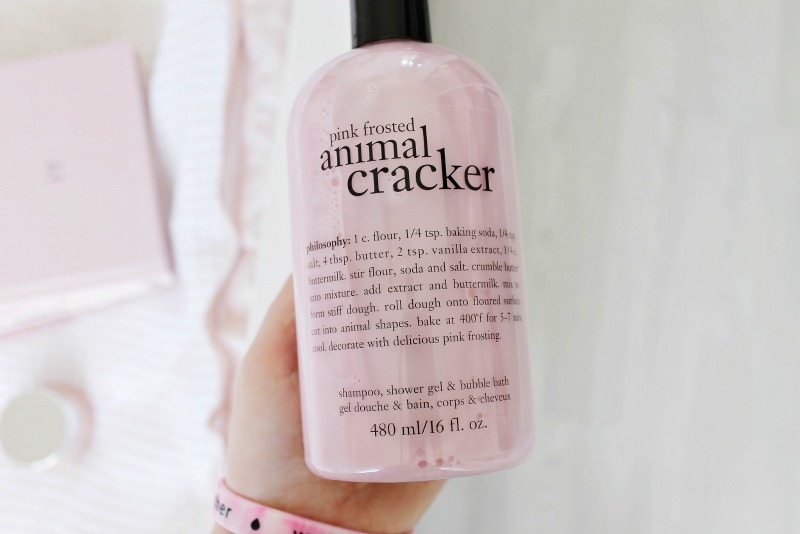 pink frosted
animal
cracker
philosophy: 1 c. flour, 1/4 tsp. baking soda, 1/4 tsp.
salt, 4 tbsp. butter, 2 tsp. vanilla extract, 1/4 c.
buttermilk. stir flour, soda and salt. crumble butter
into mixture. add extract and buttermilk. mix to
form stiff dough. roll dough onto floured surface.
cut into animal shapes. bake at 400°f for 5-7
cool. decorate with delicious pink frosting.
shampoo, shower gel & bubble bath
gel douche & bain, corps & cheveux
480 ml/16 fl. oz.